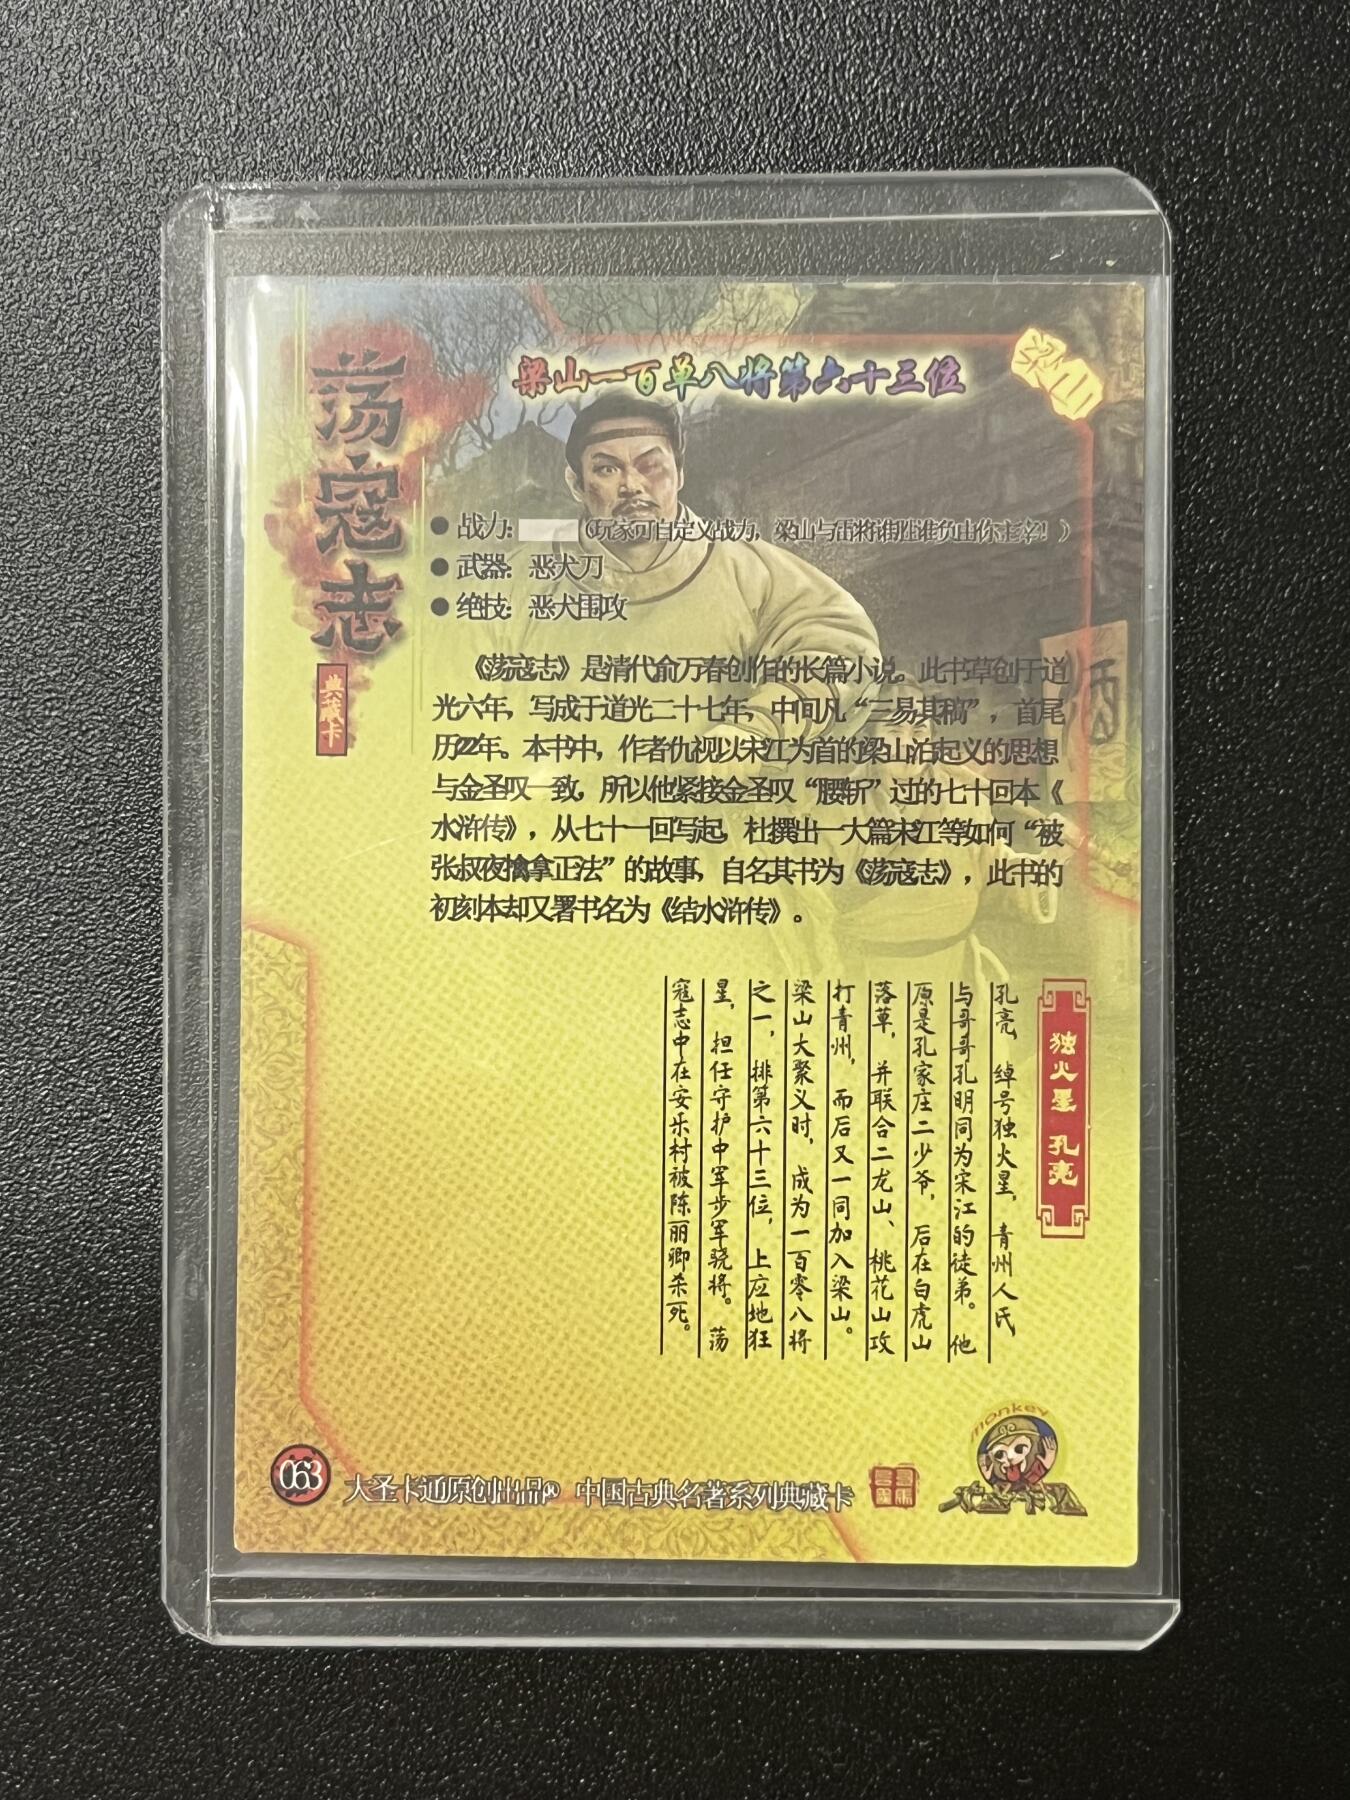 荡寇志
典藏卡
梁山一百单八将第六十三位
梁山
●战力: (玩家可自定义战力，梁山与雷将谁胜谁负由你主宰！)
●武器：恶犬刀
●绝技：恶犬围攻
《荡寇志》是清代俞万春创作的长篇小说。此书草创于道
光六年，写成于道光二十七年，中间凡“三易其稿”，首尾
历22年。本书中，作者仇视以宋江为首的梁山泊起义的思想
与金圣叹一致，所以他紧接金圣叹“腰斩”过的七十回本《
水浒传》，从七十一回写起，杜撰出一大篇宋江等如何“被
张叔夜擒拿正法”的故事，自名其书为《荡寇志》，此书的
初刻本却又署书名为《结水浒传》。
独火星 孔亮
孔亮，绰号独火星，青州人氏，
与哥哥孔明同为宋江的徒弟。他
原是孔家庄二少爷，后在白虎山
落草，并联合二龙山、桃花山攻
打青州，而后又一同加入梁山。
梁山大聚义时，成为一百零八将
之一，排第六十三位，上应地狂
星，担任守护中军步军骁将。荡
寇志中在安乐村被陈丽卿杀死。
monkey
大圣卡通
063
大圣卡通原创出品® 中国古典名著系列典藏卡